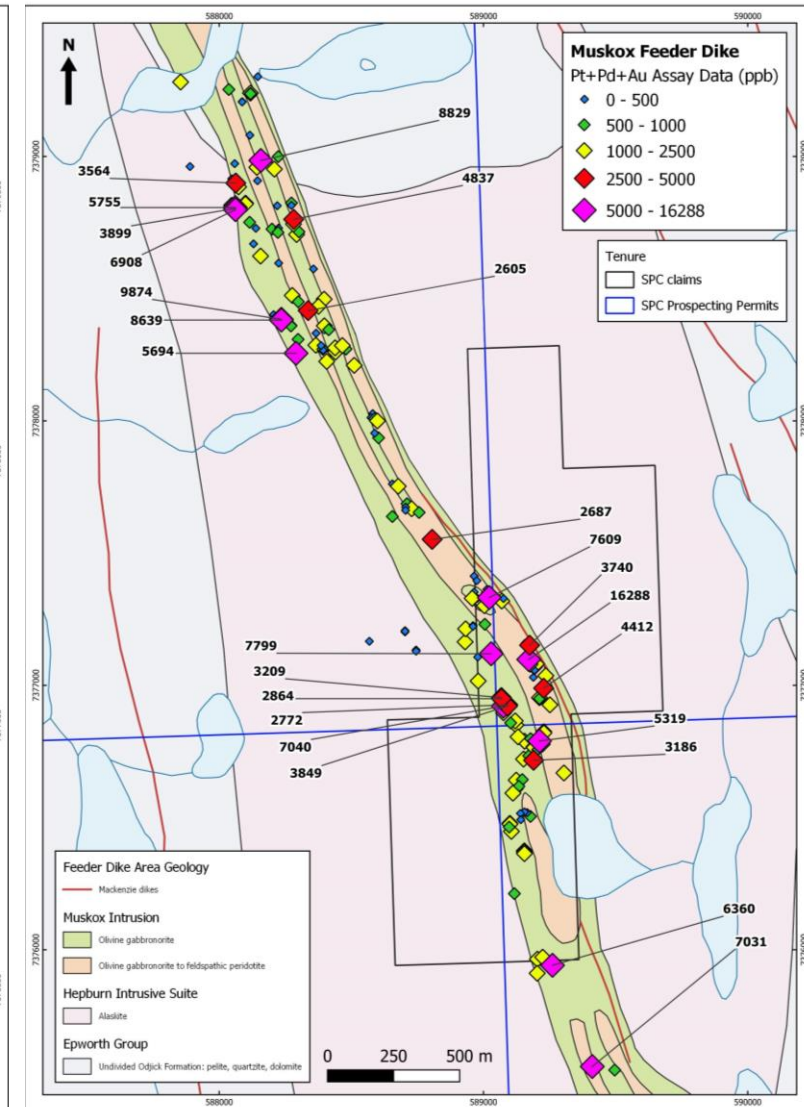 588000
589000
590000
N
Muskox Feeder Dike
Pt+Pd+Au Assay Data (ppb)
0 - 500
500 - 1000
1000 - 2500
2500 - 5000
5000 - 16288
Tenure
SPC claims
SPC Prospecting Permits
7379000
7379000
8829
3564
4837
5755
3899
6908
2605
9874
8639
5694
7378000
7378000
2687
7609
3740
16288
4412
7799
3209
2864
2772
7040
3849
7377000
7377000
5319
3186
6360
7031
7376000
7376000
Feeder Dike Area Geology
Mackenzie dikes
Muskox Intrusion
Olivine gabbronorite
Olivine gabbronorite to feldspathic peridotite
Hepburn Intrusive Suite
Alaskite
Epworth Group
Undivided Odjick Formation: pelite, quartzite, dolomite
0 250 500 m
588000
589000
590000